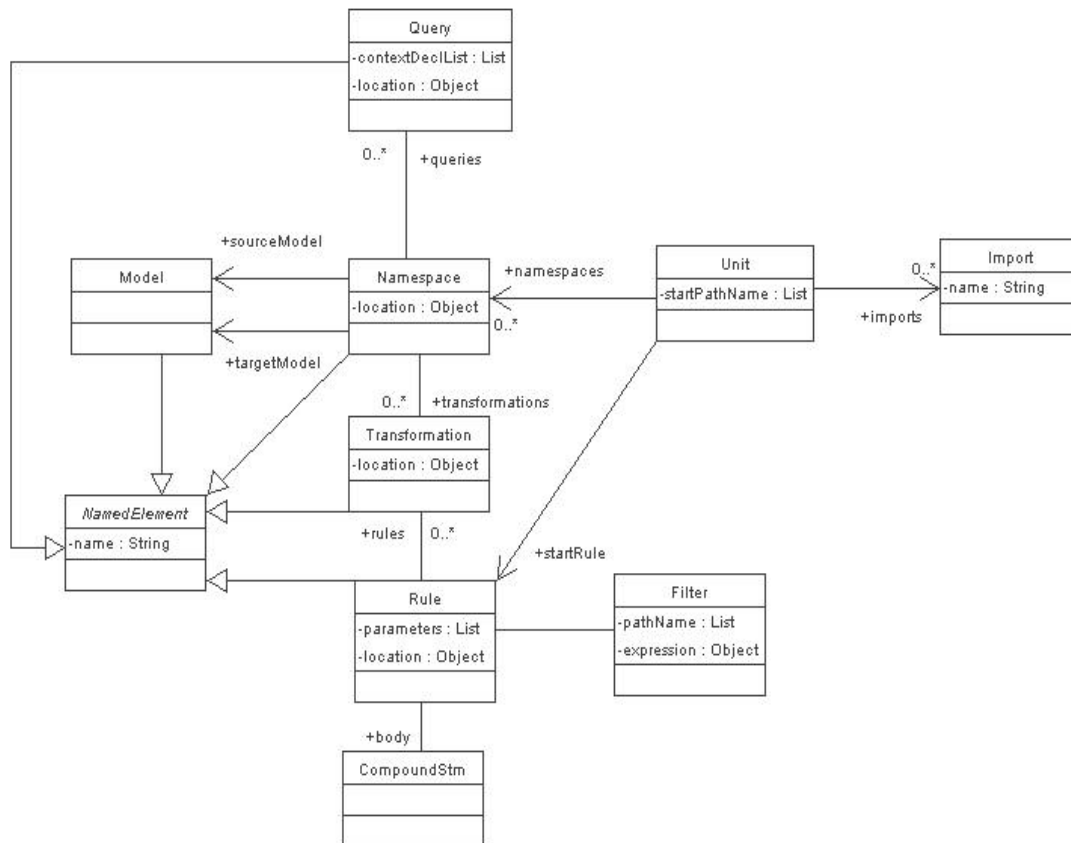 Query
-contextDeclList : List
-location : Object
0..*
+queries
+sourceModel
Model
Namespace
-location : Object
+namespaces
0..*
Unit
-startPathName : List
0..*
+imports
Import
-name : String
+targetModel
0..*
+transformations
Transformation
-location : Object
NamedElement
-name : String
+rules
0..*
+startRule
Rule
-parameters : List
-location : Object
Filter
-pathName : List
-expression : Object
+body
CompoundStm